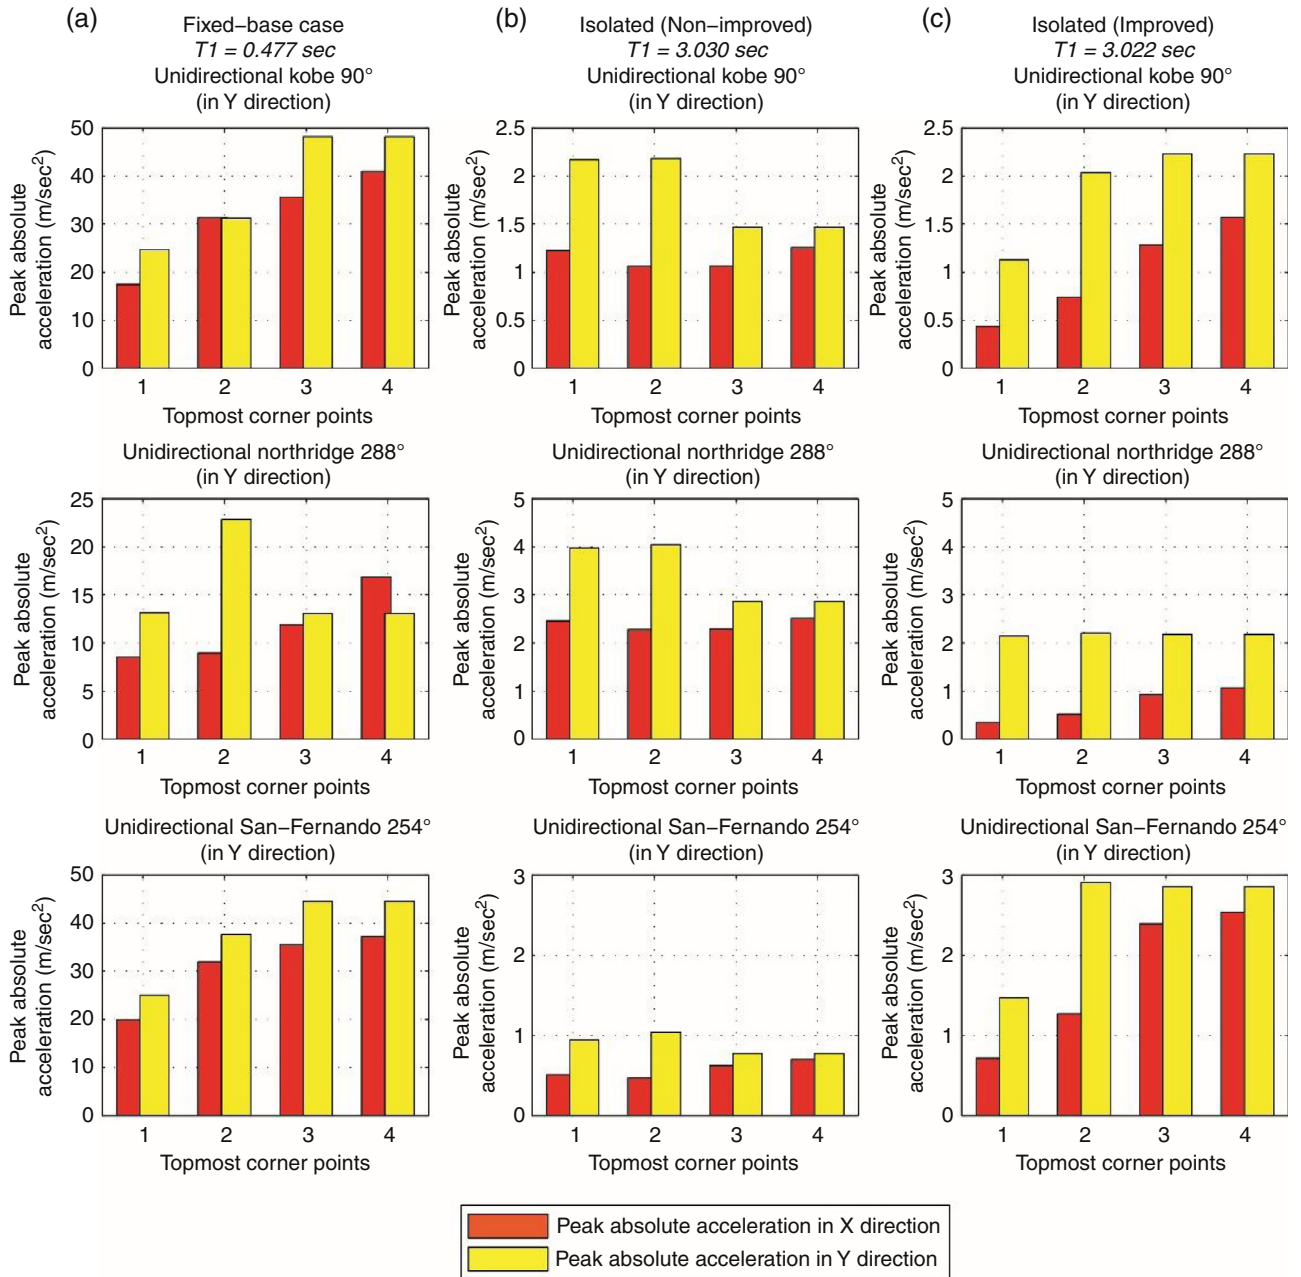 (a)
Fixed–base case
T1 = 0.477 sec
Unidirectional kobe 90°
(in Y direction)
50
40
30
20
10
0
Peak absolute
acceleration (m/sec²)
1 2 3 4
Topmost corner points
(b)
Isolated (Non–improved)
T1 = 3.030 sec
Unidirectional kobe 90°
(in Y direction)
2.5
2
1.5
1
0.5
0
Peak absolute
acceleration (m/sec²)
1 2 3 4
Topmost corner points
(c)
Isolated (Improved)
T1 = 3.022 sec
Unidirectional kobe 90°
(in Y direction)
2.5
2
1.5
1
0.5
0
Peak absolute
acceleration (m/sec²)
1 2 3 4
Topmost corner points
Unidirectional northridge 288°
(in Y direction)
25
20
15
10
5
0
Peak absolute
acceleration (m/sec²)
1 2 3 4
Topmost corner points
Unidirectional northridge 288°
(in Y direction)
5
4
3
2
1
0
Peak absolute
acceleration (m/sec²)
1 2 3 4
Topmost corner points
Unidirectional northridge 288°
(in Y direction)
5
4
3
2
1
0
Peak absolute
acceleration (m/sec²)
1 2 3 4
Topmost corner points
Unidirectional San–Fernando 254°
(in Y direction)
50
40
30
20
10
0
Peak absolute
acceleration (m/sec²)
1 2 3 4
Topmost corner points
Unidirectional San–Fernando 254°
(in Y direction)
3
2
1
0
Peak absolute
acceleration (m/sec²)
1 2 3 4
Topmost corner points
Unidirectional San–Fernando 254°
(in Y direction)
3
2
1
0
Peak absolute
acceleration (m/sec²)
1 2 3 4
Topmost corner points
Peak absolute acceleration in X direction
Peak absolute acceleration in Y direction